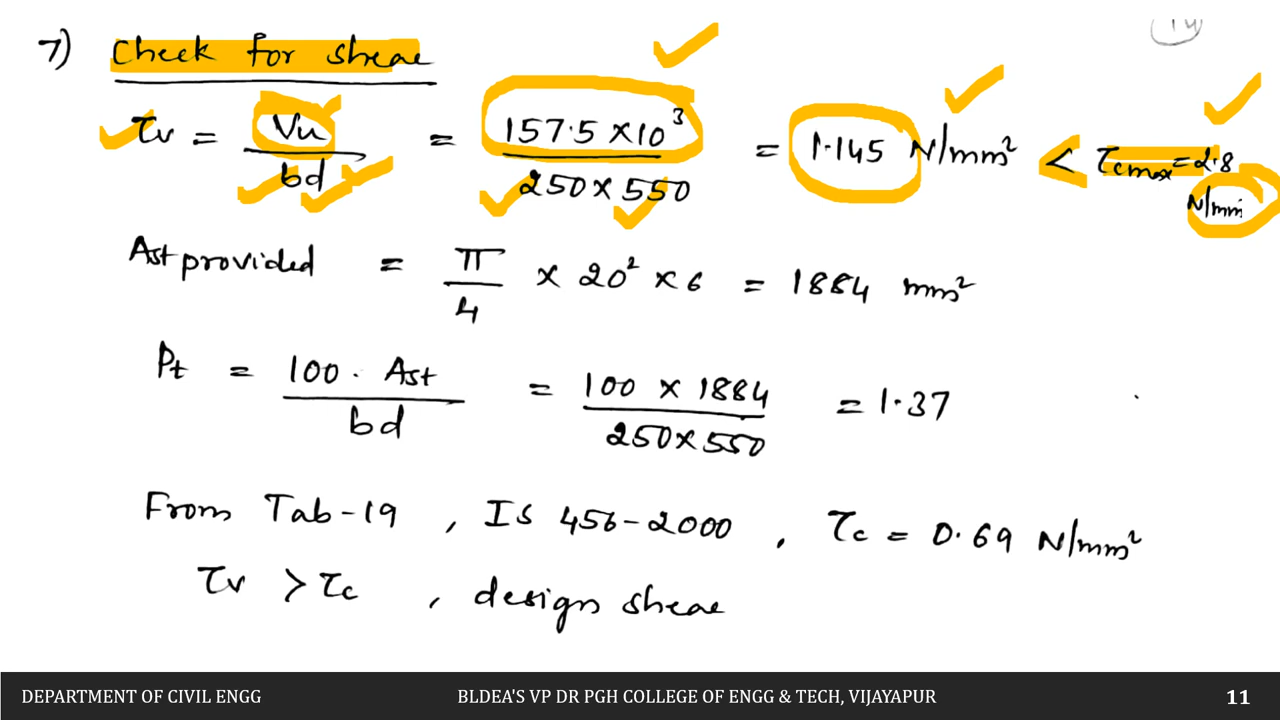 14
7) Check for shear
τv = Vu / bd = 157.5 × 10³ / 250 × 550 = 1.145 N/mm² < τcmax = 2.8 N/mm
Ast provided = π / 4 × 20² × 6 = 1884 mm²
Pt = 100 . Ast / bd = 100 × 1884 / 250 × 550 = 1.37
From Tab-19, IS 456-2000, τc = 0.69 N/mm²
τv > τc, design shear
DEPARTMENT OF CIVIL ENGG BLDEA'S VP DR PGH COLLEGE OF ENGG & TECH, VIJAYAPUR 11